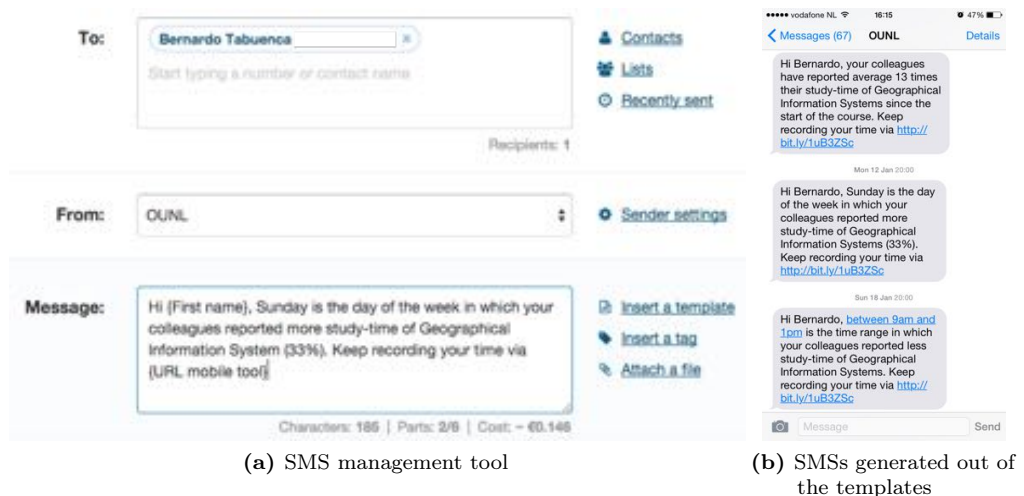 To:
Bernardo Tabuenca ×
Start typing a number or contact name
Recipients: 1
Contacts
Lists
Recently sent
From:
OUNL
Sender settings
Message:
Hi {First name}, Sunday is the day of the week in which your
colleagues reported more study-time of Geographical
Information System (33%). Keep recording your time via
{URL mobile tool}
Characters: 185 | Parts: 2/6 | Cost: ~ €0.146
Insert a template
Insert a tag
Attach a file
(a) SMS management tool
vodafone NL 16:15 47%
Messages (67) OUNL Details
Hi Bernardo, your colleagues
have reported average 13 times
their study-time of Geographical
Information Systems since the
start of the course. Keep
recording your time via http://
bit.ly/1uB3ZSc
Mon 12 Jan 20:00
Hi Bernardo, Sunday is the day
of the week in which your
colleagues reported more
study-time of Geographical
Information Systems (33%).
Keep recording your time via
http://bit.ly/1uB3ZSc
Sun 18 Jan 20:00
Hi Bernardo, between 9am and
1pm is the time range in which
your colleagues reported less
study-time of Geographical
Information Systems. Keep
recording your time via http://
bit.ly/1uB3ZSc
Message Send
(b) SMSs generated out of
the templates